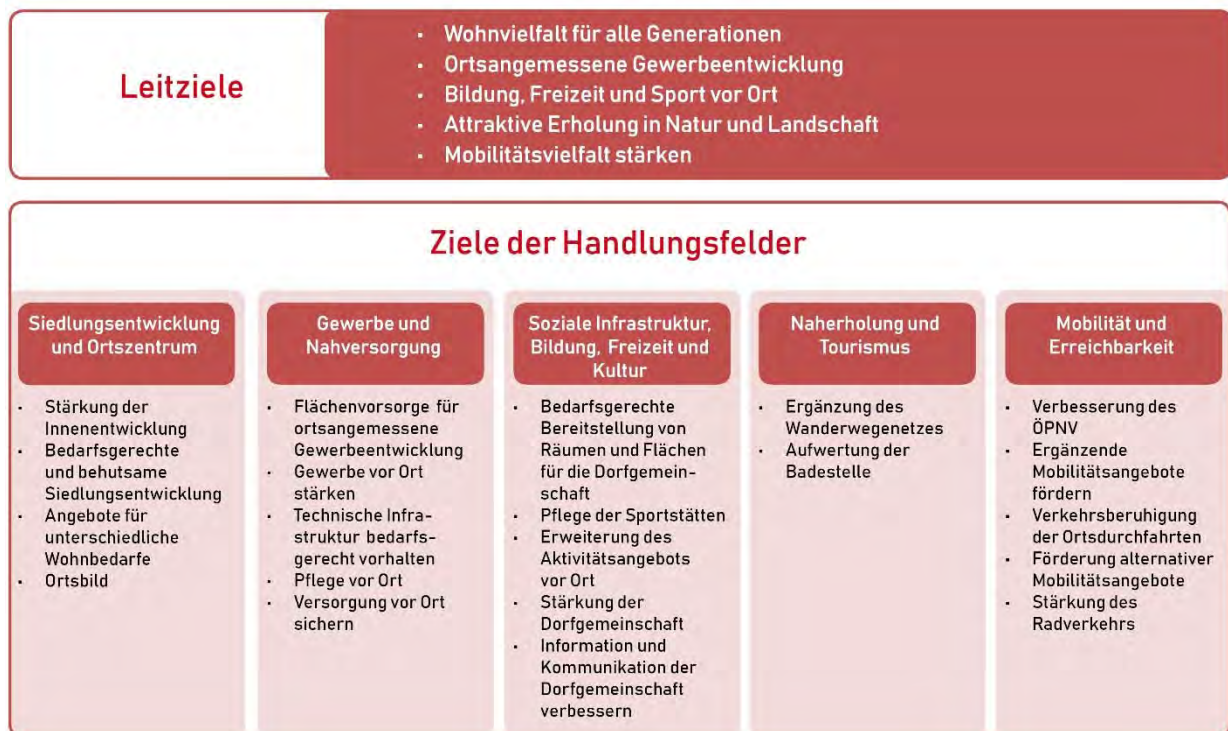 Leitziele
· Wohnvielfalt für alle Generationen
· Ortsangemessene Gewerbeentwicklung
· Bildung, Freizeit und Sport vor Ort
· Attraktive Erholung in Natur und Landschaft
· Mobilitätsvielfalt stärken
Ziele der Handlungsfelder
Siedlungsentwicklung
und Ortszentrum
· Stärkung der
Innenentwicklung
· Bedarfsgerechte
und behutsame
Siedlungsentwicklung
· Angebote für
unterschiedliche
Wohnbedarfe
· Ortsbild
Gewerbe und
Nahversorgung
· Flächenvorsorge für
ortsangemessene
Gewerbeentwicklung
· Gewerbe vor Ort
stärken
· Technische Infra-
struktur bedarfs-
gerecht vorhalten
· Pflege vor Ort
· Versorgung vor Ort
sichern
Soziale Infrastruktur,
Bildung, Freizeit und
Kultur
· Bedarfsgerechte
Bereitstellung von
Räumen und Flächen
für die Dorfgemein-
schaft
· Pflege der Sportstätten
· Erweiterung des
Aktivitätsangebots
vor Ort
· Stärkung der
Dorfgemeinschaft
· Information und
Kommunikation der
Dorfgemeinschaft
verbessern
Naherholung und
Tourismus
· Ergänzung des
Wanderwegenetzes
· Aufwertung der
Badestelle
Mobilität und
Erreichbarkeit
· Verbesserung des
ÖPNV
· Ergänzende
Mobilitätsangebote
fördern
· Verkehrsberuhigung
der Ortsdurchfahrten
· Förderung alternativer
Mobilitätsangebote
· Stärkung des
Radverkehrs